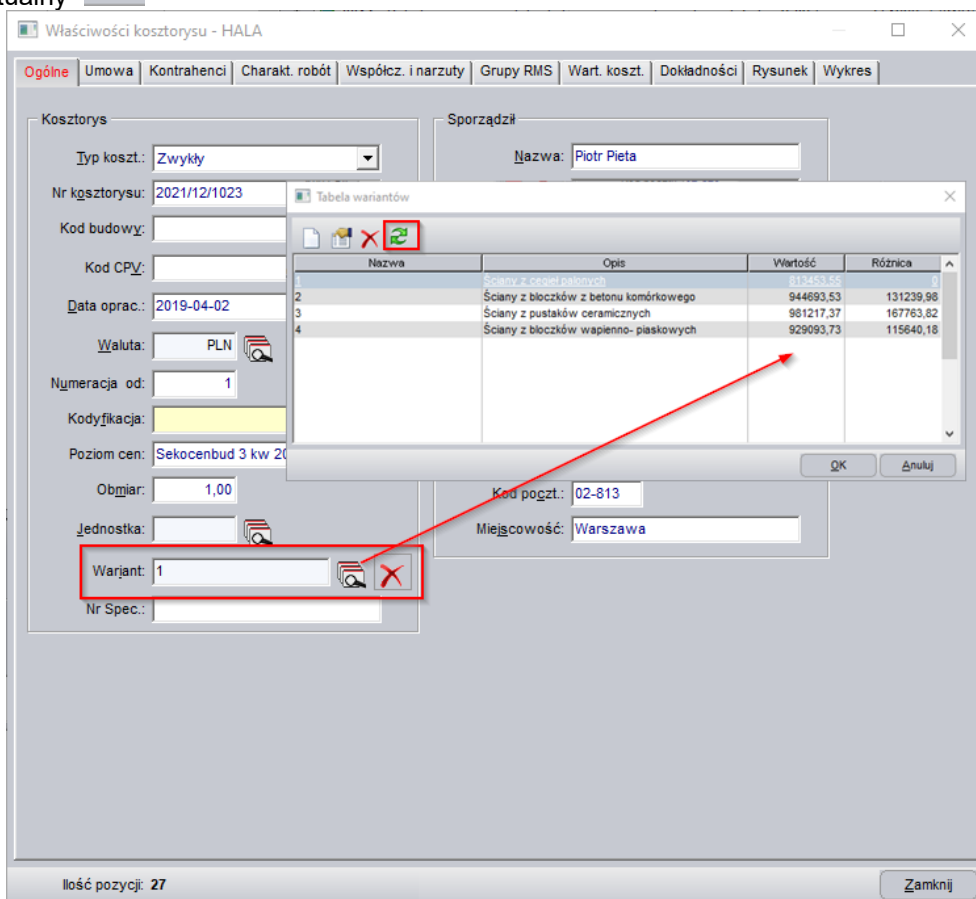 tualny
Właściwości kosztorysu - HALA
Ogólne Umowa Kontrahenci Charakt. robót Współcz. i narzuty Grupy RMS Wart. koszt. Dokładności Rysunek Wykres
Kosztorys
Typ koszt.: Zwykły
Nr kosztorysu: 2021/12/1023
Kod budowy:
Kod CPV:
Data oprac.: 2019-04-02
Waluta: PLN
Numeracja od: 1
Kodyfikacja:
Poziom cen: Sekocenbud 3 kw 20
Obmiar: 1,00
Jednostka:
Wariant: 1
Nr Spec.:
Sporządził
Nazwa: Piotr Pieta
Tabela wariantów
Nazwa Opis Wartość Różnica
1 Ściany z cegieł palonych 813453,55 0
2 Ściany z bloczków z betonu komórkowego 944693,53 131239,98
3 Ściany z pustaków ceramicznych 981217,37 167763,82
4 Ściany z bloczków wapienno- piaskowych 929093,73 115640,18
OK Anuluj
Kod poczt.: 02-813
Miejscowość: Warszawa
Ilość pozycji: 27
Zamknij